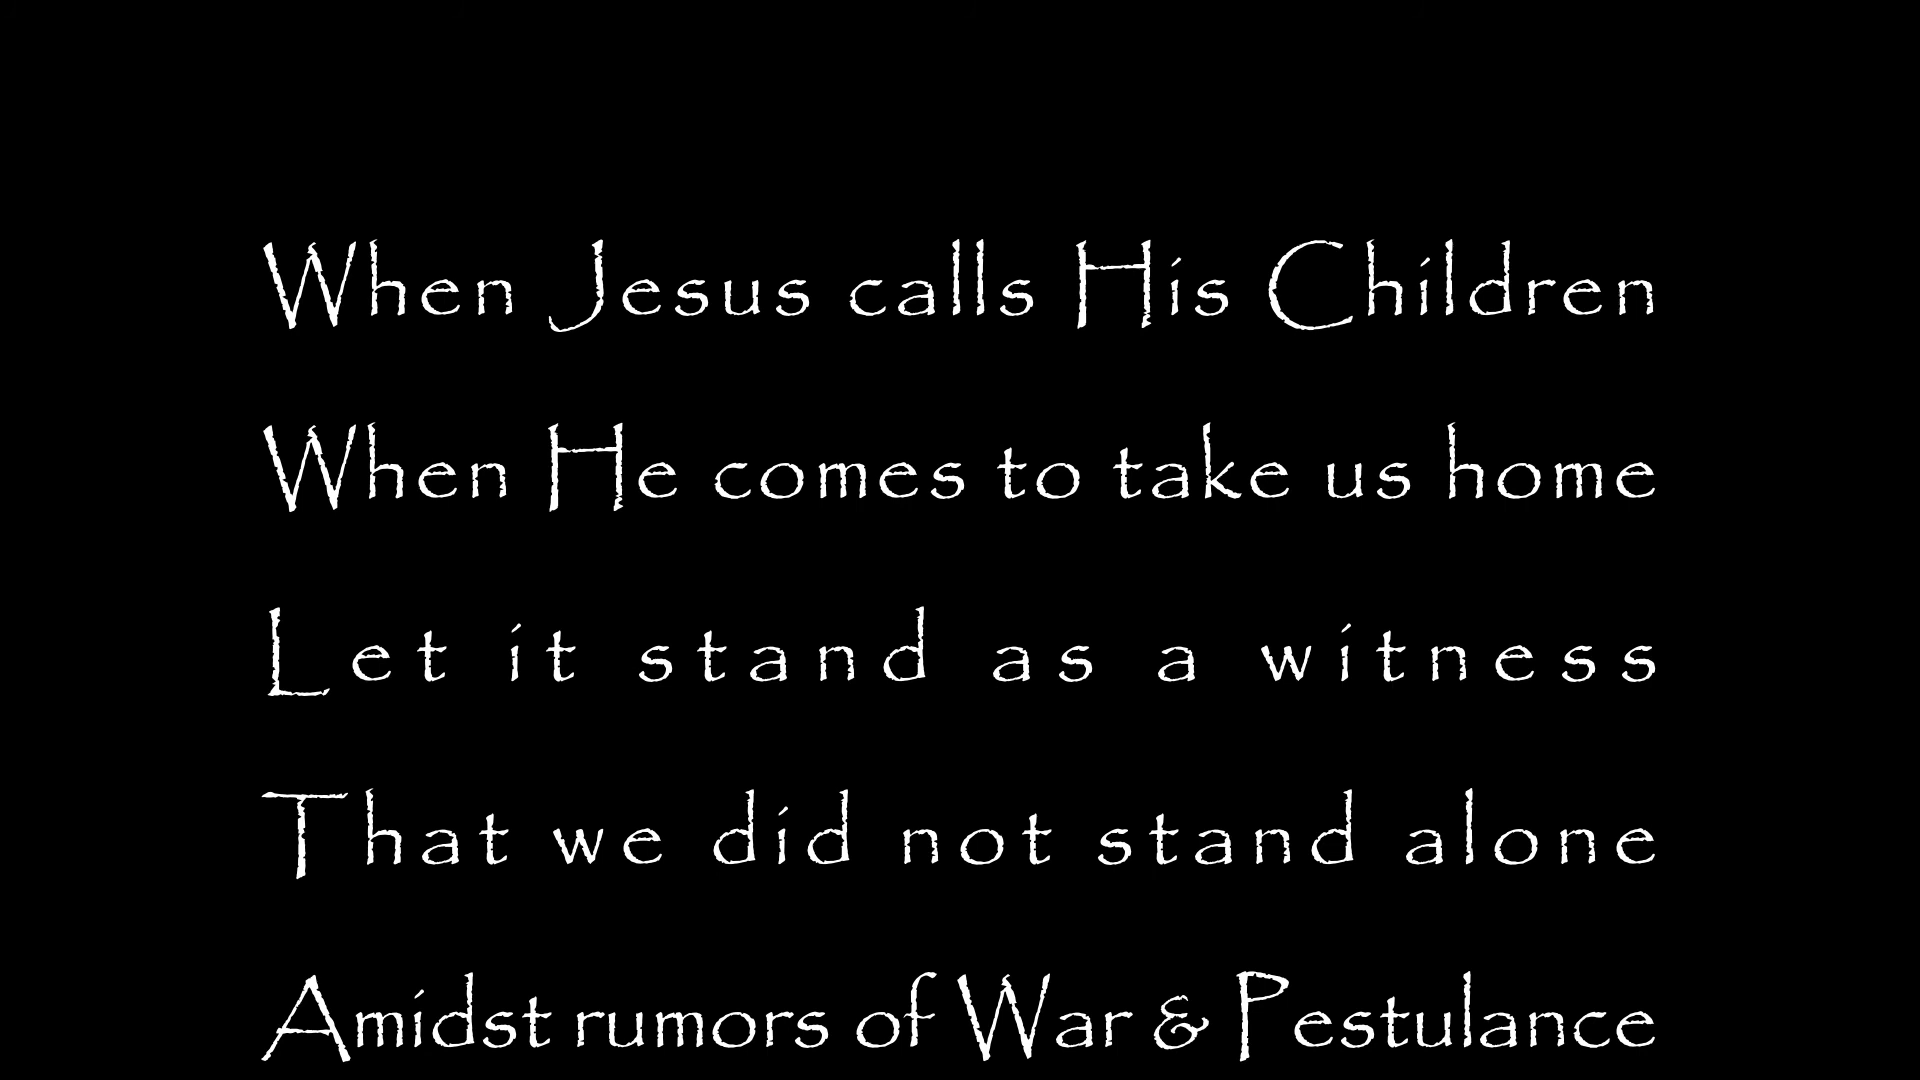 When Jesus calls His Children
When He comes to take us home
Let it stand as a witness
That we did not stand alone
Amidst rumors of War & Pestulance